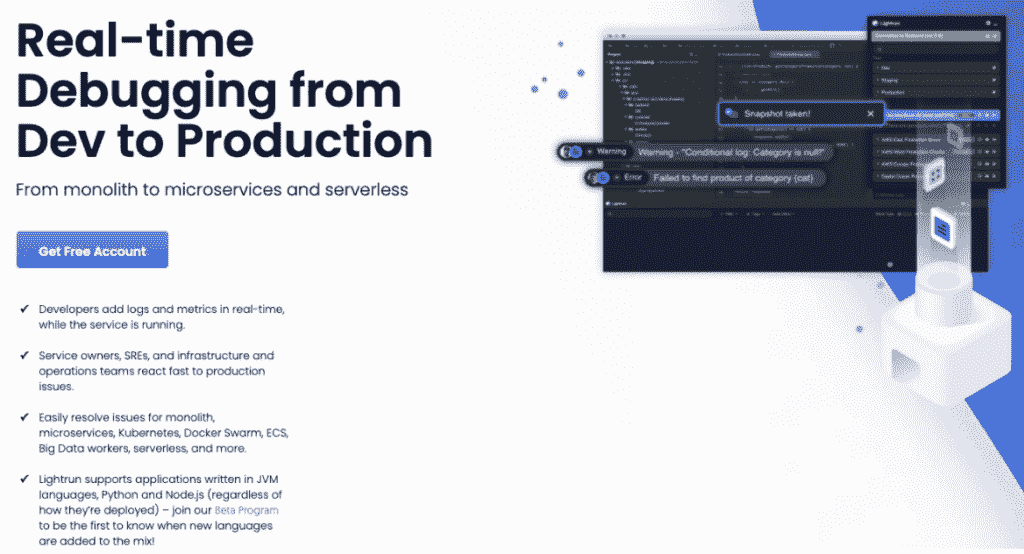 Real-time
Debugging from
Dev to Production
From monolith to microservices and serverless
Get Free Account
✔ Developers add logs and metrics in real-time,
while the service is running.
✔ Service owners, SREs, and infrastructure and
operations teams react fast to production
issues.
✔ Easily resolve issues for monolith,
microservices, Kubernetes, Docker Swarm, ECS,
Big Data workers, serverless, and more.
✔ Lightrun supports applications written in JVM
languages, Python and Node.js (regardless of
how they're deployed) – join our Beta Program
to be the first to know when new languages
are added to the mix!
Lightrun
Dev
Staging
Production
Snapshot taken!
Warning
Warning - "Conditional log: Category is null!"
Error
Failed to find product of category {cat}
Lightrun